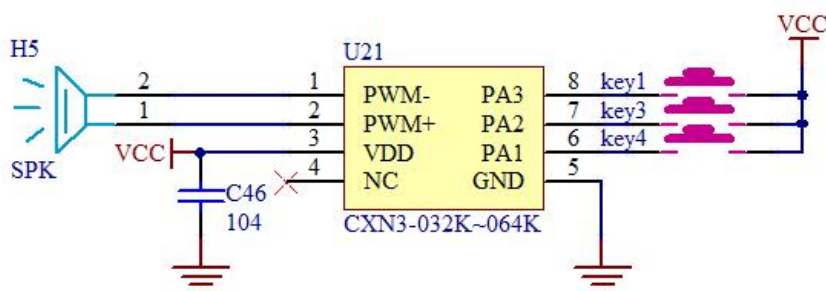 VCC
H5
U21
2 1 PWM- PA3 8 key1
1 2 PWM+ PA2 7 key3
VCC 3 VDD PA1 6 key4
SPK 4 NC GND 5
C46
104
CXN3-032K~064K